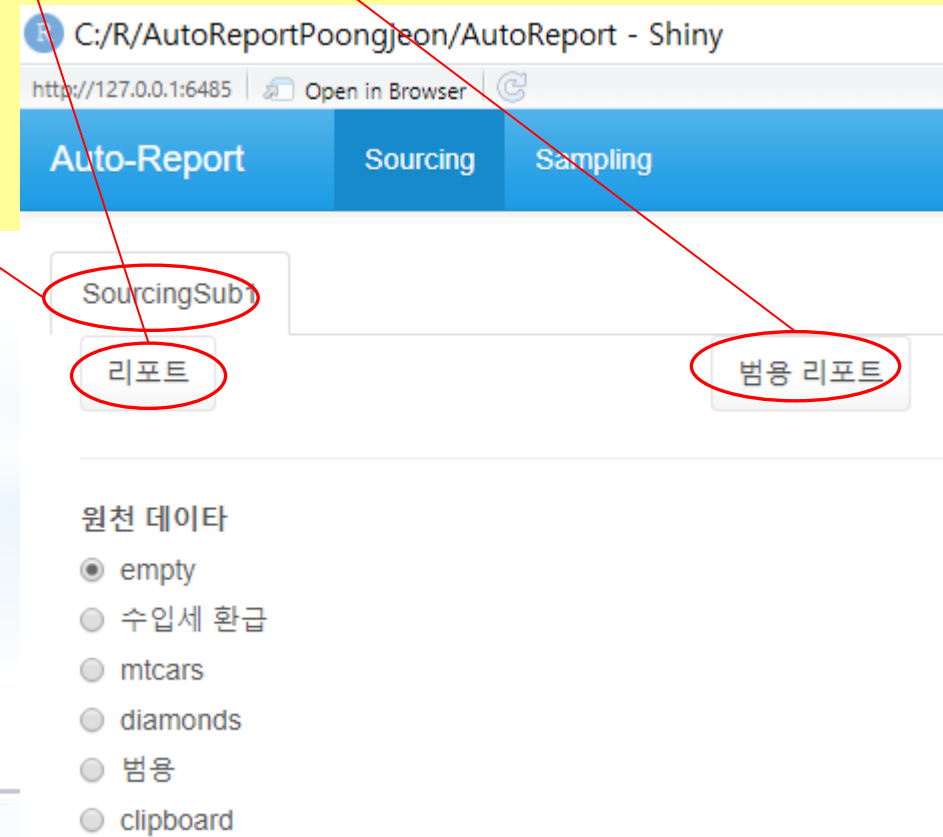 C:/R/AutoReportPoongjeon/AutoReport - Shiny
http://127.0.0.1:6485 Open in Browser
Auto-Report Sourcing Sampling
SourcingSub1
리포트 범용 리포트
원천 데이타
empty
수입세 환급
mtcars
diamonds
범용
clipboard